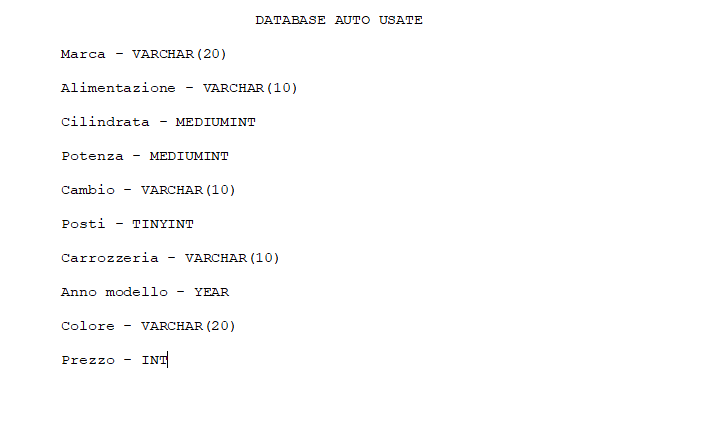 DATABASE AUTO USATE
Marca - VARCHAR(20)
Alimentazione - VARCHAR(10)
Cilindrata - MEDIUMINT
Potenza - MEDIUMINT
Cambio - VARCHAR(10)
Posti - TINYINT
Carrozzeria - VARCHAR(10)
Anno modello - YEAR
Colore - VARCHAR(20)
Prezzo - INT